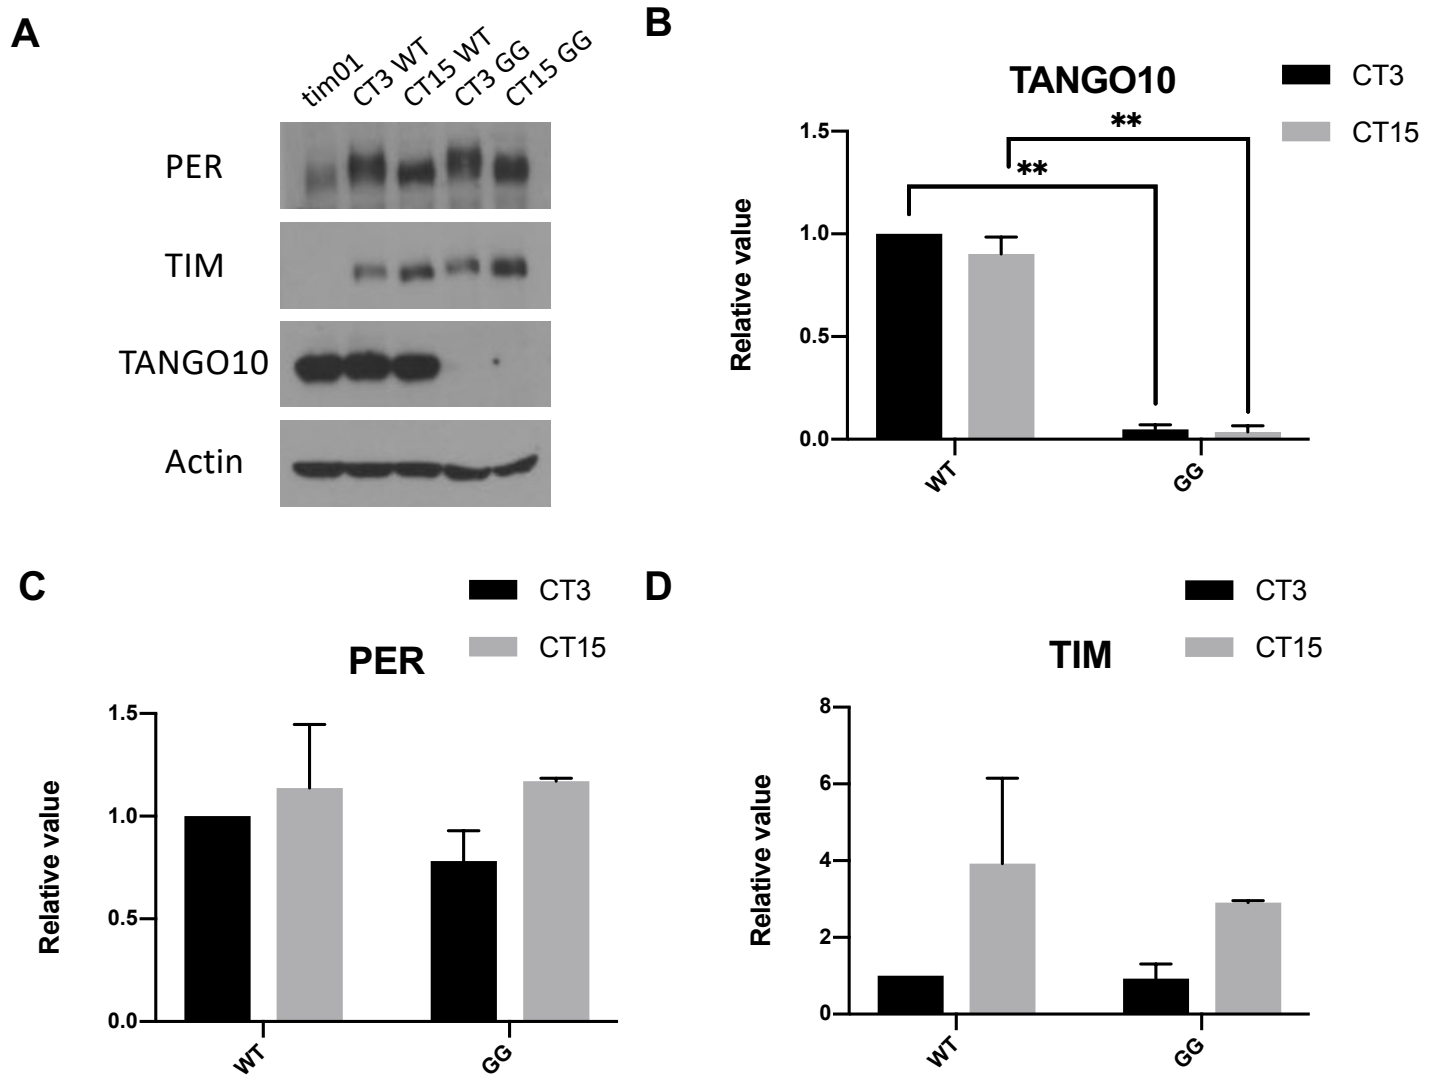 A
tim01
CT3 WT
CT15 WT
CT3 GG
CT15 GG
PER
TIM
TANGO10
Actin
B
TANGO10
CT3
CT15
**
**
Relative value
1.5
1.0
0.5
0.0
WT
GG
C
CT3
CT15
PER
Relative value
1.5
1.0
0.5
0.0
WT
GG
D
CT3
CT15
TIM
Relative value
8
6
4
2
0
WT
GG